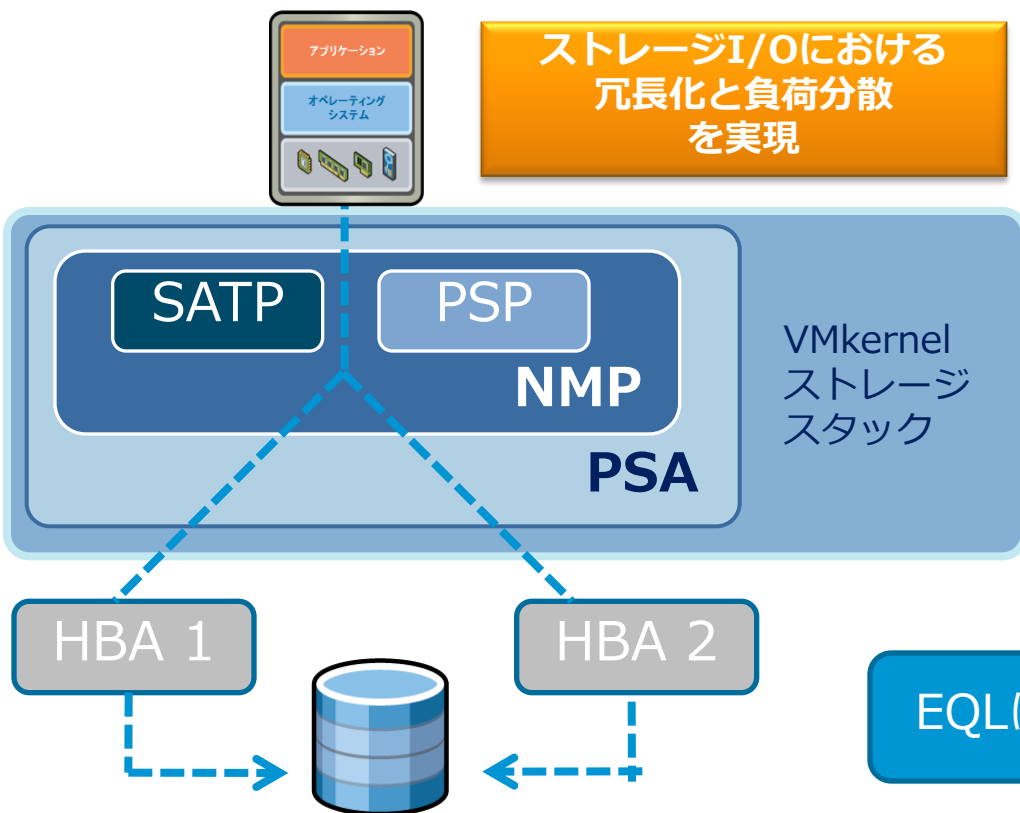 アプリケーション
オペレーティング
システム
ストレージI/Oにおける
冗長化と負荷分散
を実現
SATP
PSP
NMP
PSA
VMkernel
ストレージ
スタック
HBA 1
HBA 2
EQL